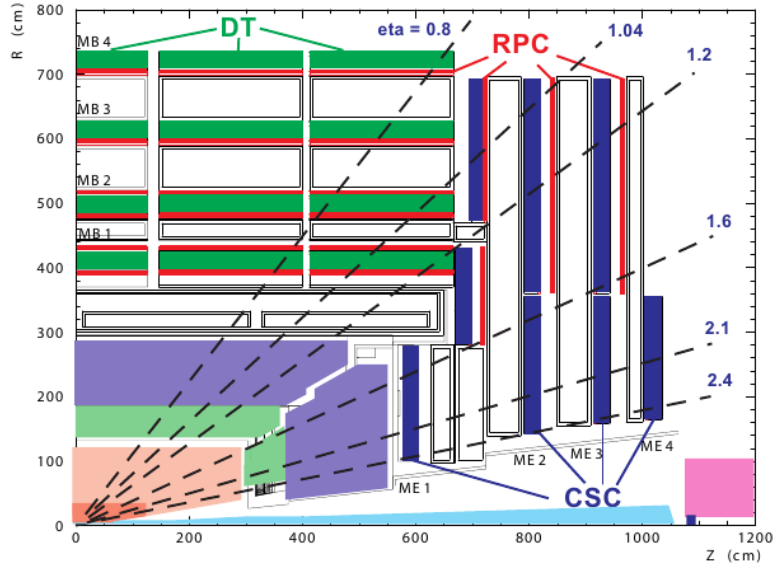 R (cm)
800
700
600
500
400
300
200
100
0
0
200
400
600
800
1000
1200
Z (cm)
DT
eta = 0.8
RPC
1.04
1.2
1.6
2.1
2.4
MB 4
MB 3
MB 2
MB 1
ME 1
ME 2
ME 3
ME 4
CSC